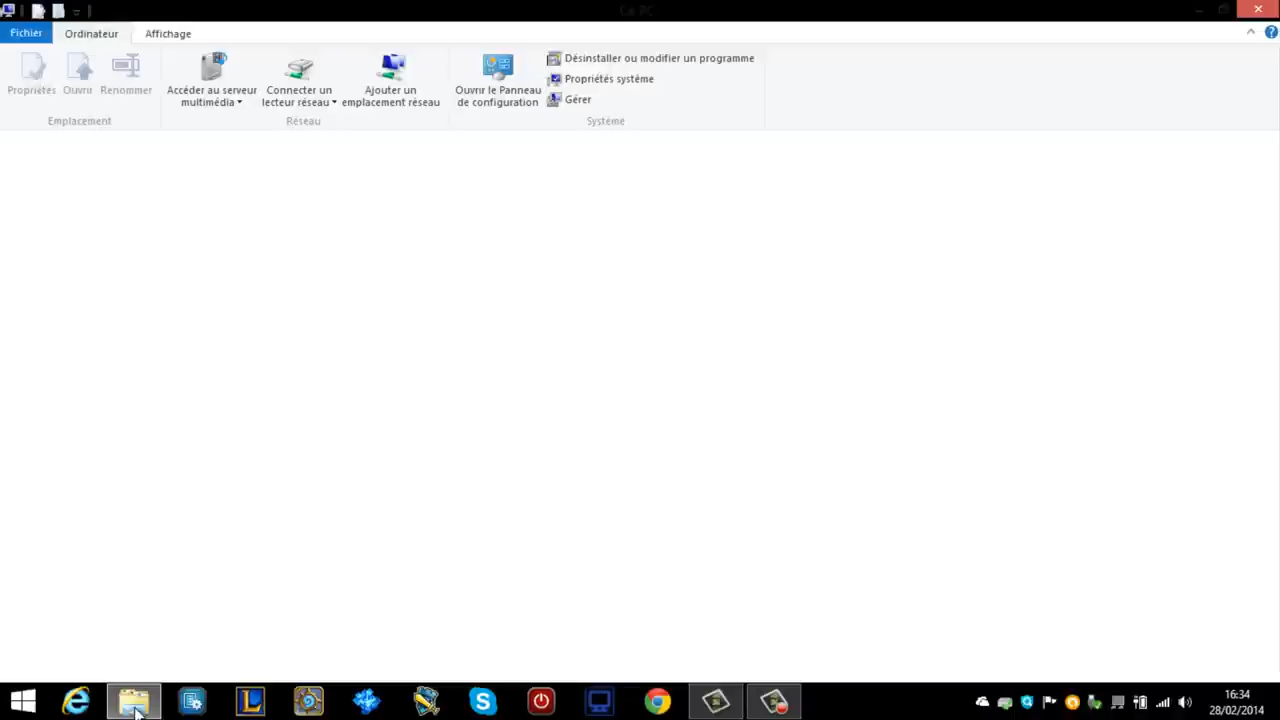 Ce PC
Fichier Ordinateur Affichage
Propriétés Ouvrir Renommer
Emplacement
Accéder au serveur
multimédia
Connecter un
lecteur réseau
Ajouter un
emplacement réseau
Réseau
Ouvrir le Panneau
de configuration
Désinstaller ou modifier un programme
Propriétés système
Gérer
Système
16:34
28/02/2014